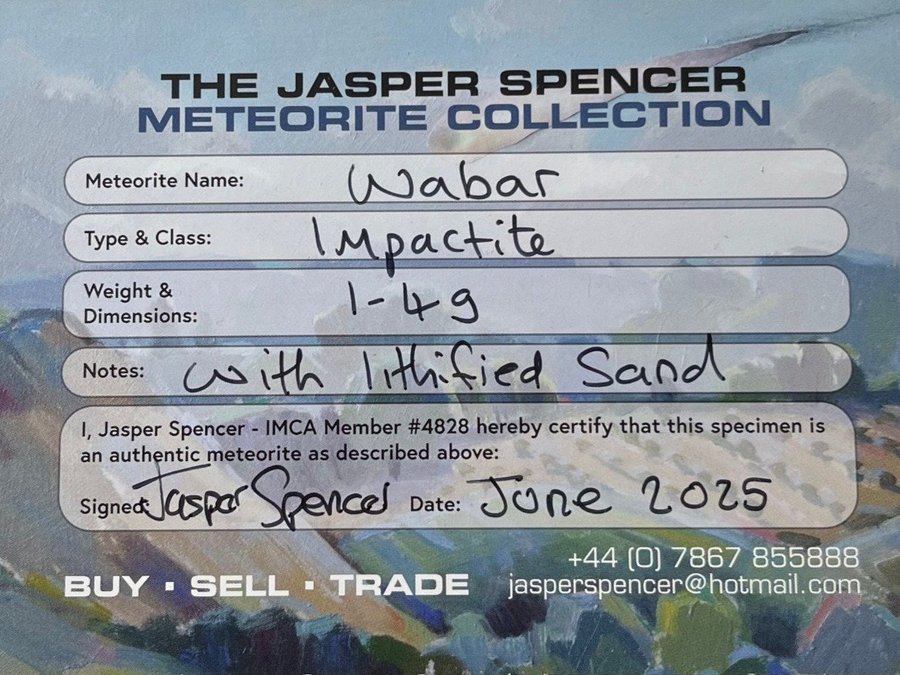 THE JASPER SPENCER
METEORITE COLLECTION
Meteorite Name: Wabar
Type & Class: Impactite
Weight &
Dimensions: 1-4g
Notes: with lithified Sand
I, Jasper Spencer - IMCA Member #4828 hereby certify that this specimen is
an authentic meteorite as described above:
Signed: Jasper Spencer Date: June 2025
+44 (0) 7867 855888
BUY · SELL · TRADE jasperspencer@hotmail.com